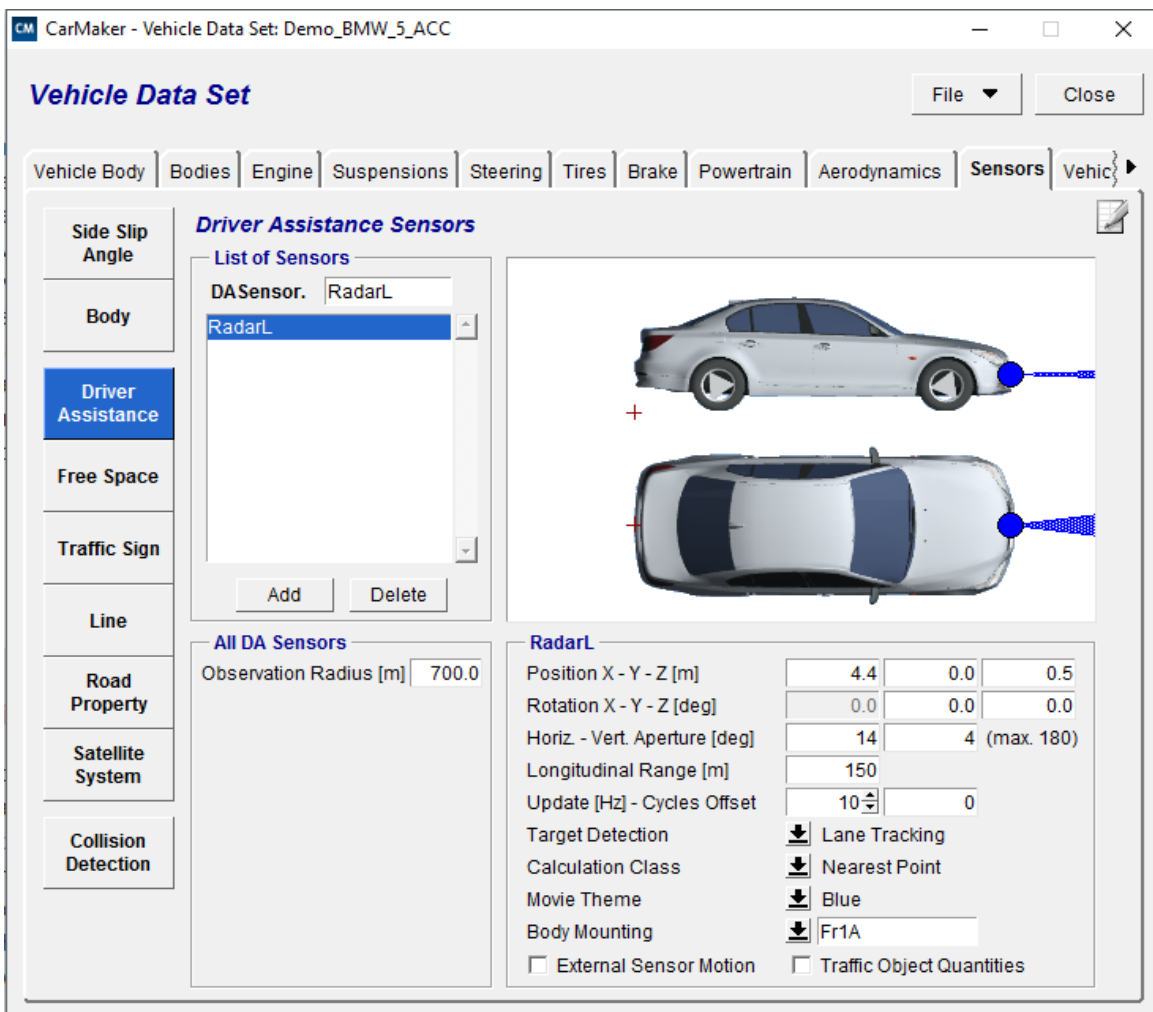 CM CarMaker - Vehicle Data Set: Demo_BMW_5_ACC
Vehicle Data Set
File
Close
Vehicle Body Bodies Engine Suspensions Steering Tires Brake Powertrain Aerodynamics Sensors Vehic
Side Slip
Angle
Body
Driver
Assistance
Free Space
Traffic Sign
Line
Road
Property
Satellite
System
Collision
Detection
Driver Assistance Sensors
List of Sensors
DASensor. RadarL
RadarL
Add Delete
All DA Sensors
Observation Radius [m] 700.0
RadarL
Position X - Y - Z [m] 4.4 0.0 0.5
Rotation X - Y - Z [deg] 0.0 0.0 0.0
Horiz. - Vert. Aperture [deg] 14 4 (max. 180)
Longitudinal Range [m] 150
Update [Hz] - Cycles Offset 10 0
Target Detection Lane Tracking
Calculation Class Nearest Point
Movie Theme Blue
Body Mounting Fr1A
External Sensor Motion Traffic Object Quantities